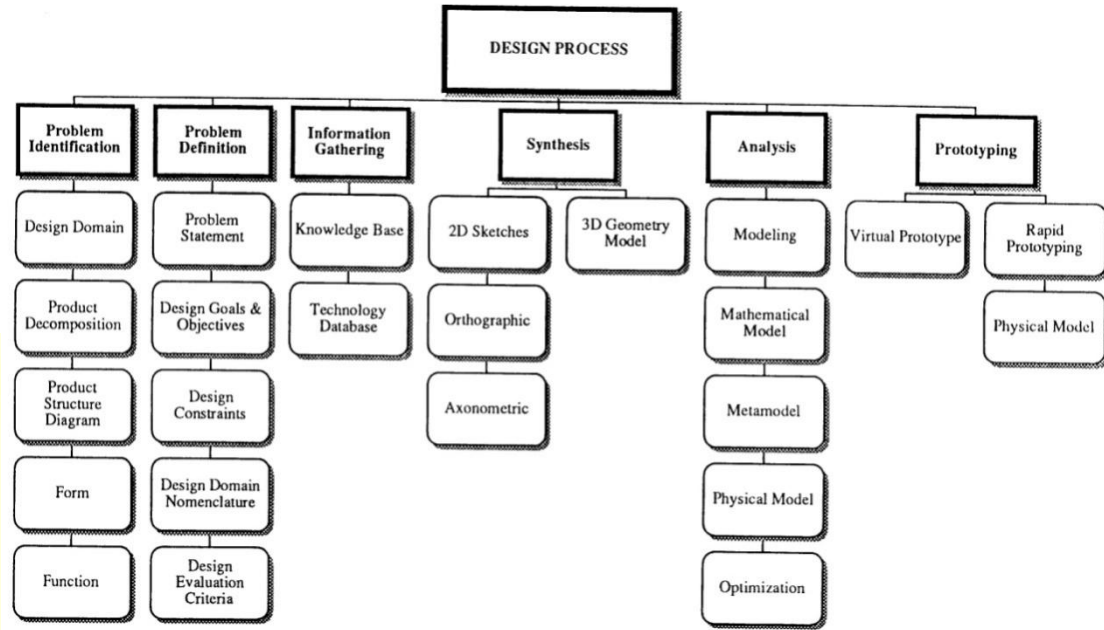 DESIGN PROCESS
Problem
Identification
Problem
Definition
Information
Gathering
Synthesis
Analysis
Prototyping
Design Domain
Product
Decomposition
Product
Structure
Diagram
Form
Function
Problem
Statement
Design Goals &
Objectives
Design
Constraints
Design Domain
Nomenclature
Design
Evaluation
Criteria
Knowledge Base
Technology
Database
2D Sketches
Orthographic
Axonometric
3D Geometry
Model
Modeling
Mathematical
Model
Metamodel
Physical Model
Optimization
Virtual Prototype
Rapid
Prototyping
Physical Model